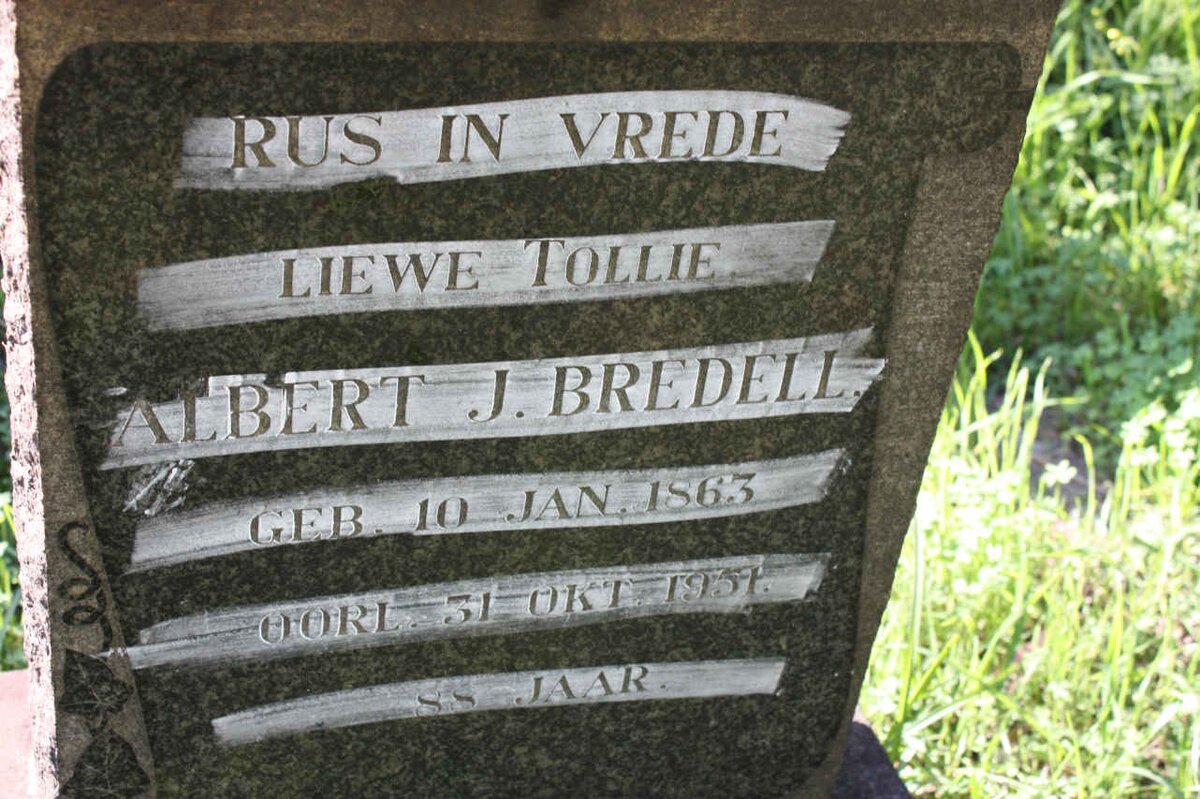 RUS IN VREDE
LIEWE TOLLIE
ALBERT J. BREDELL.
GEB. 10 JAN. 1863
OORL. 31 OKT. 1951.
88 JAAR.